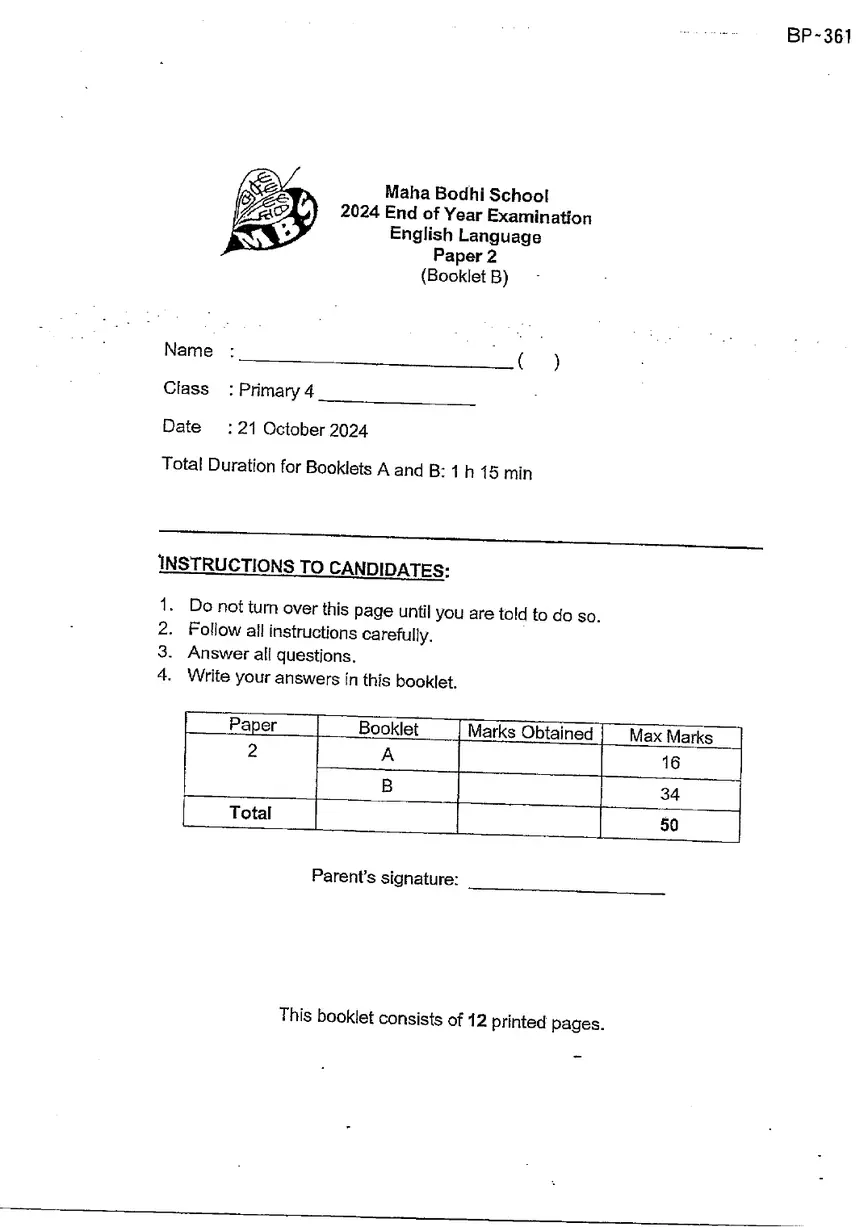 BP-361
MBS
Maha Bodhi School
2024 End of Year Examination
English Language
Paper 2
(Booklet B)
Name : ____________________ ( )
Class : Primary 4 ____________
Date : 21 October 2024
Total Duration for Booklets A and B: 1 h 15 min
INSTRUCTIONS TO CANDIDATES:
1. Do not turn over this page until you are told to do so.
2. Follow all instructions carefully.
3. Answer all questions.
4. Write your answers in this booklet.
Paper Booklet Marks Obtained Max Marks
2 A 16
B 34
Total 50
Parent's signature: ____________
This booklet consists of 12 printed pages.